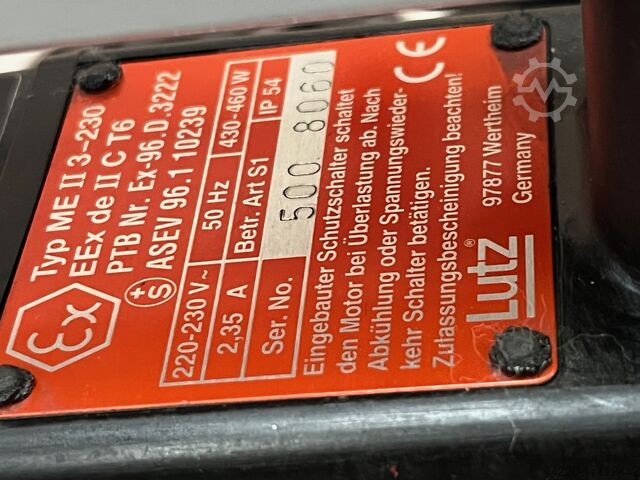 Ex
Typ ME II 3-230
EEx de II C T6
PTB Nr. Ex-96.D.3222
S ASEV 96.1 10239
220-230 V~ 50 Hz 430-460 W
2,35 A Betr. Art S1 IP 54
Ser. No. 500 8060
Eingebauter Schutzschalter schaltet
den Motor bei Überlastung ab. Nach
Abkühlung oder Spannungswieder-
kehr Schalter betätigen.
Zulassungsbescheinigung beachten!
CE
Lutz
97877 Wertheim
Germany